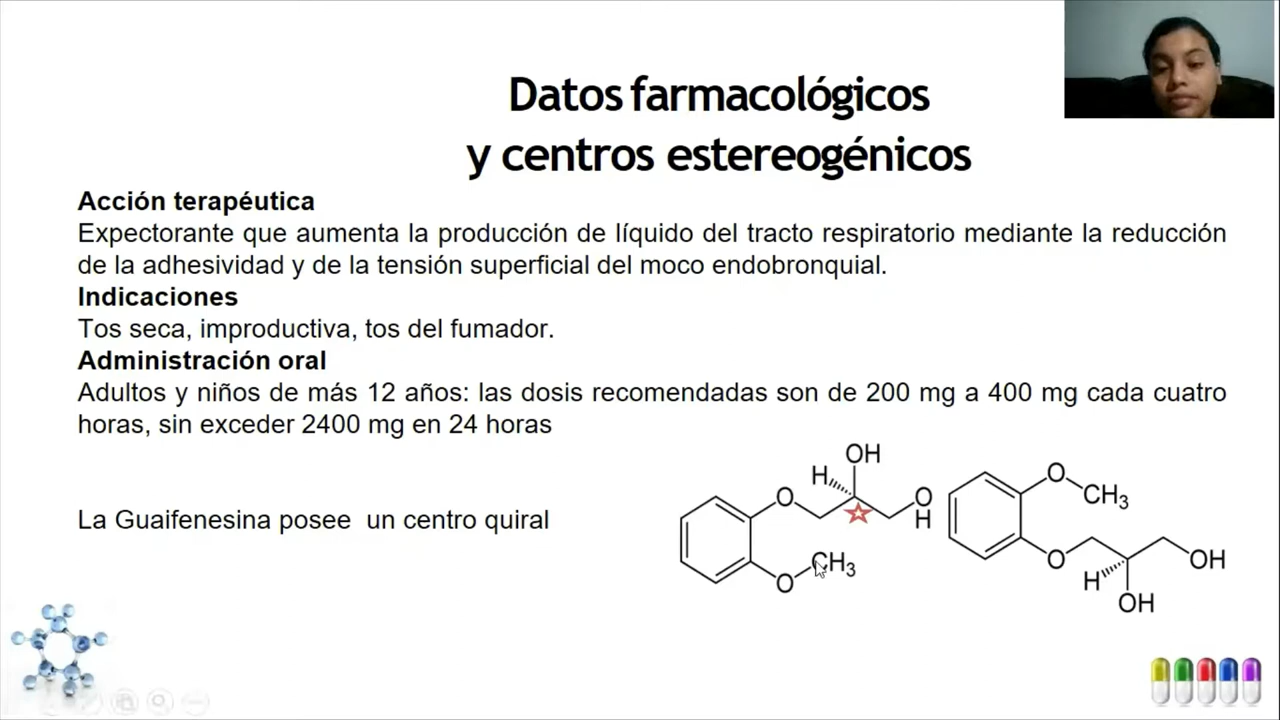 Datos farmacológicos
y centros estereogénicos
Acción terapéutica
Expectorante que aumenta la producción de líquido del tracto respiratorio mediante la reducción
de la adhesividad y de la tensión superficial del moco endobronquial.
Indicaciones
Tos seca, improductiva, tos del fumador.
Administración oral
Adultos y niños de más 12 años: las dosis recomendadas son de 200 mg a 400 mg cada cuatro
horas, sin exceder 2400 mg en 24 horas
La Guaifenesina posee un centro quiral
OH
H
O
O
H
CH3
O
O
CH3
O
H
OH
OH